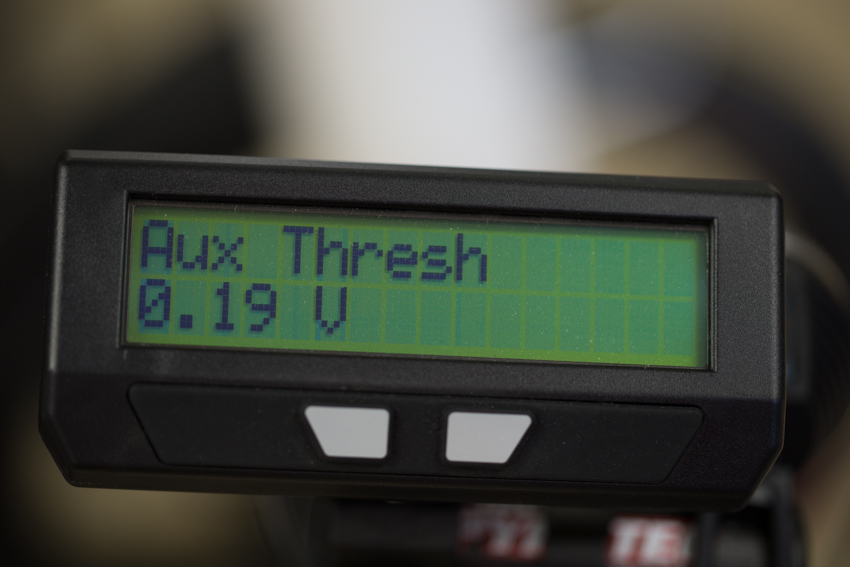 Aux Thresh
0.19 V